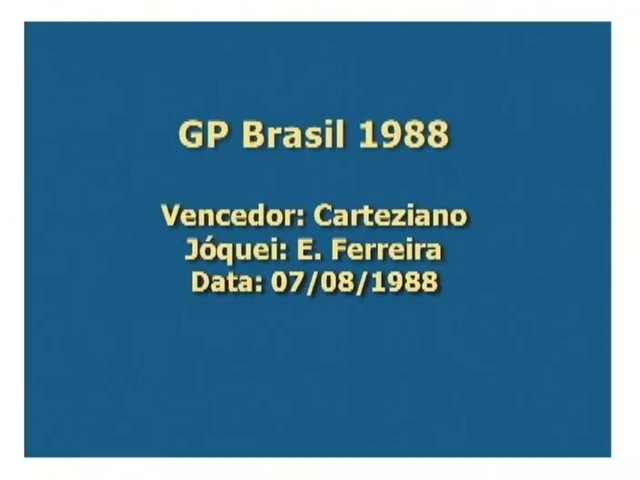 GP Brasil 1988
Vencedor: Carteziano
Jóquei: E. Ferreira
Data: 07/08/1988